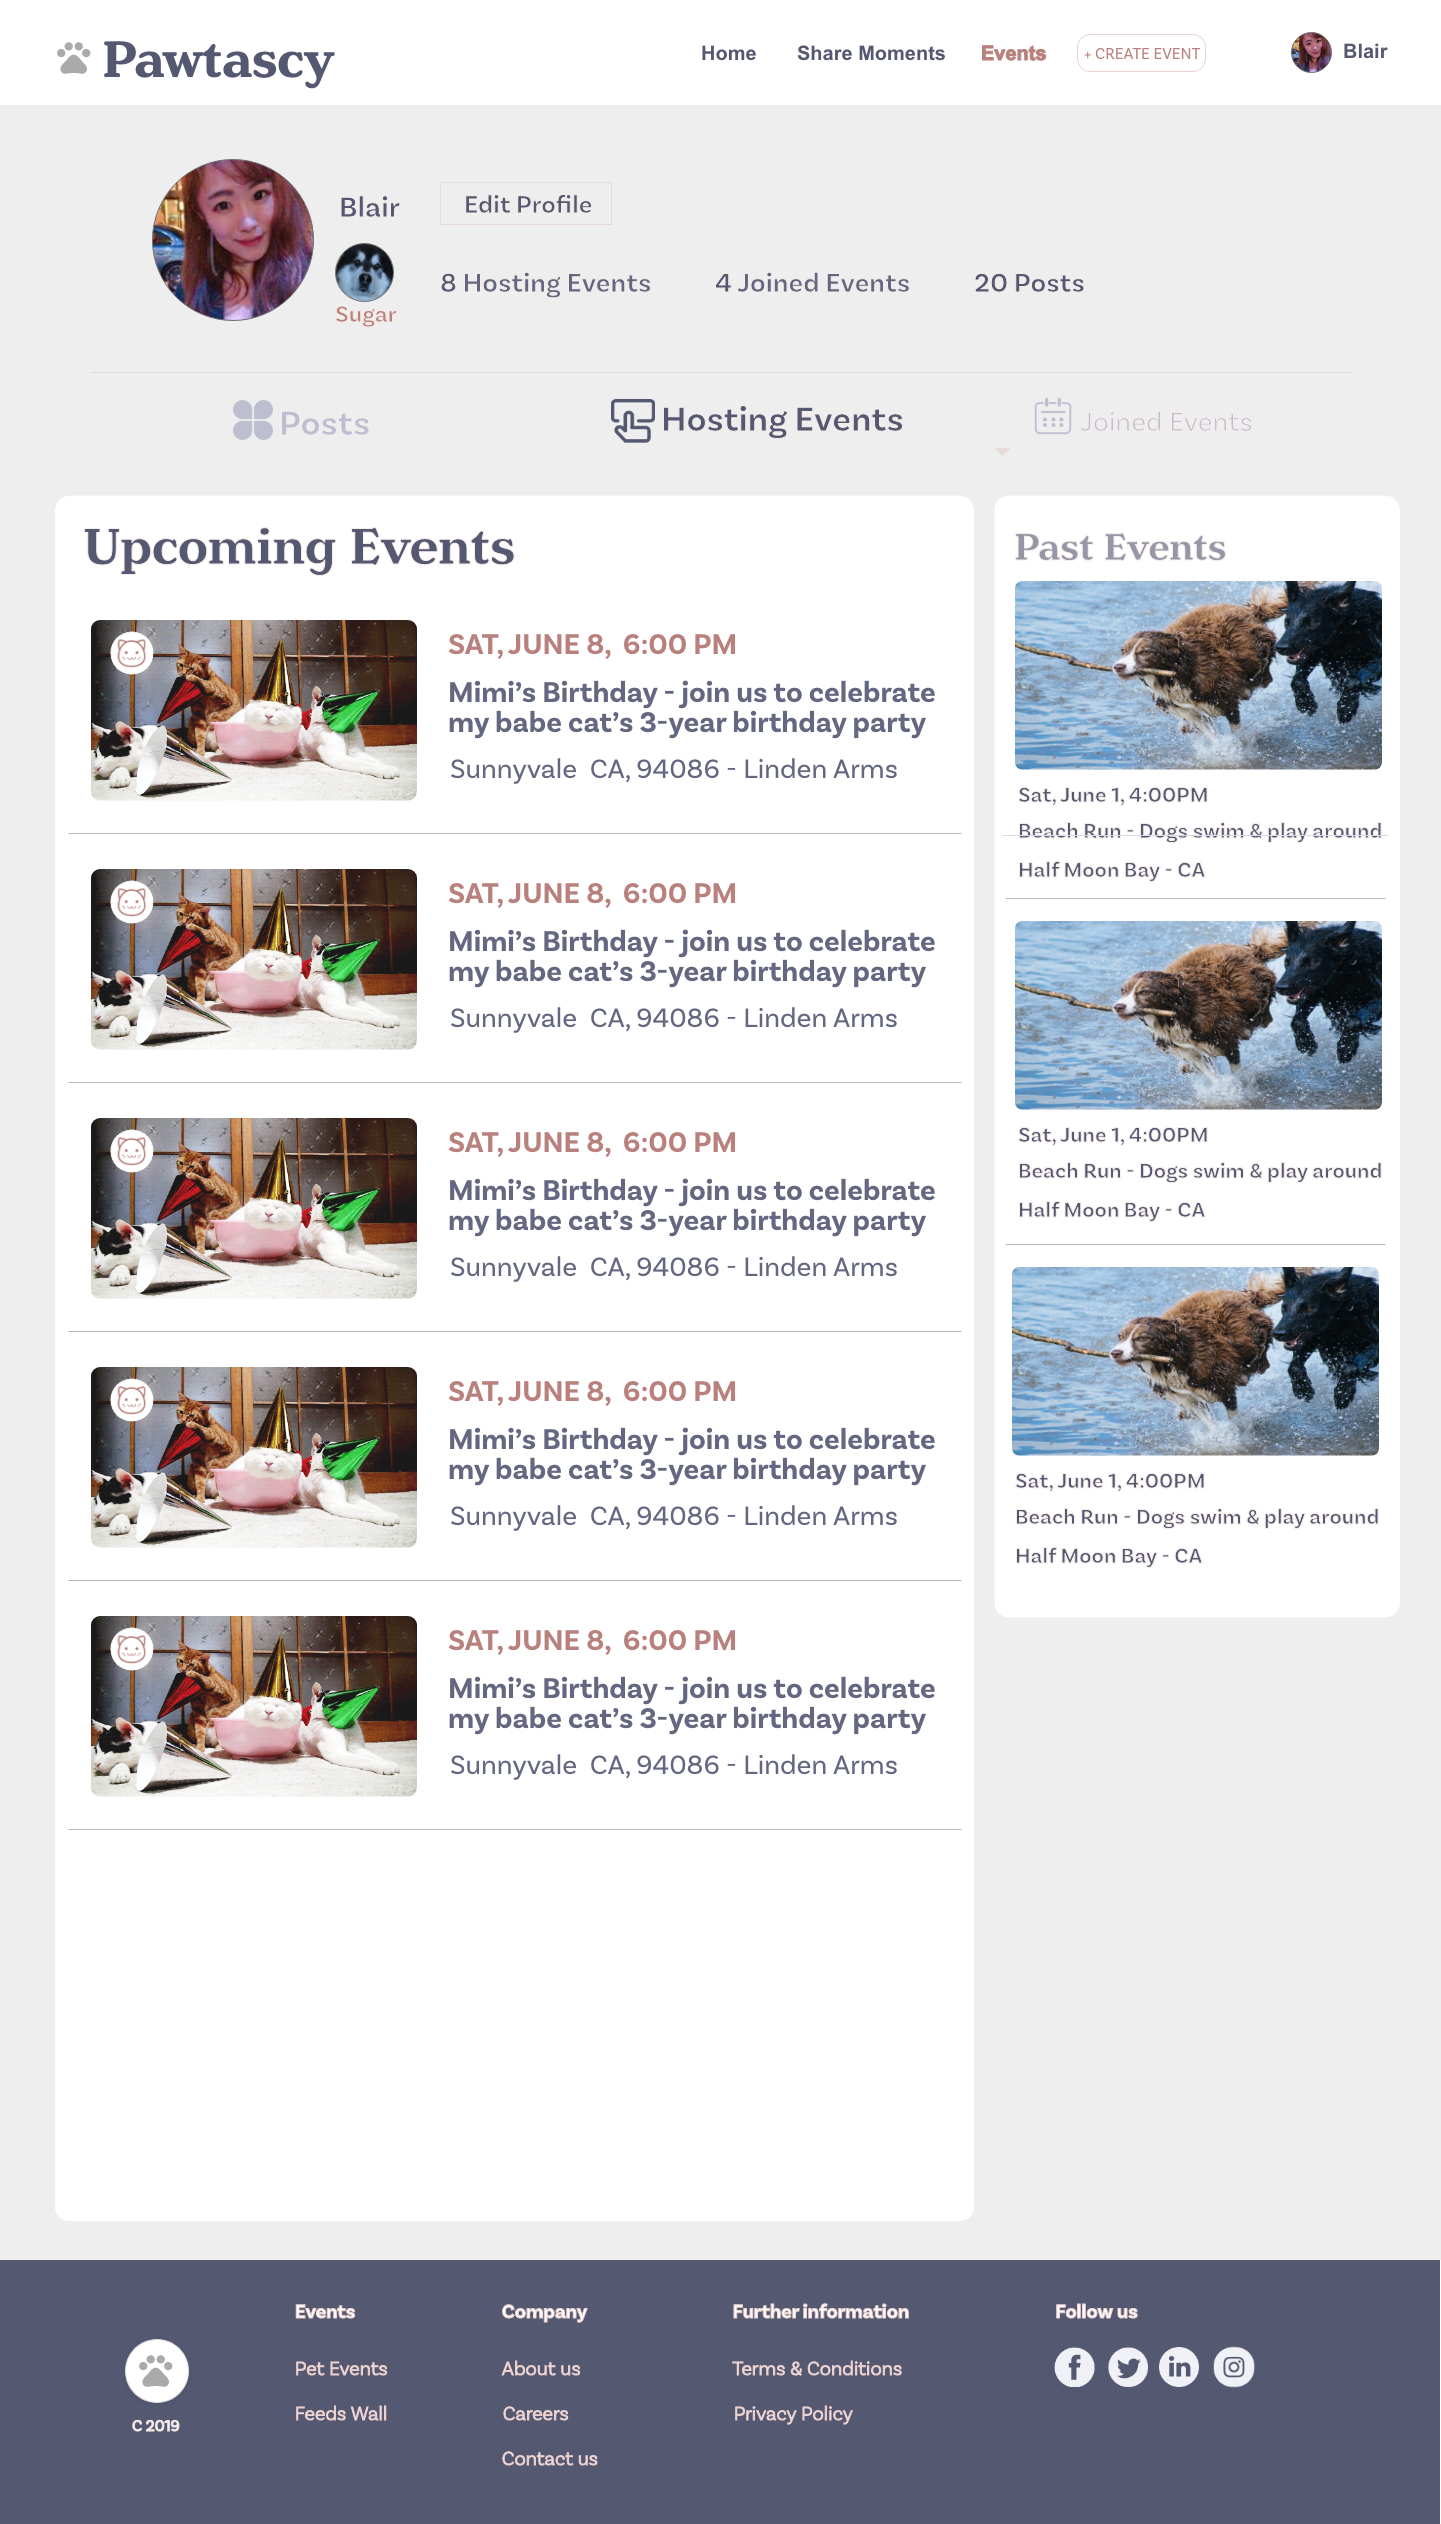 Pawtascy
Home
Share Moments
Events
+ CREATE EVENT
Blair
Blair
Edit Profile
Sugar
8 Hosting Events
4 Joined Events
20 Posts
Posts
Hosting Events
Joined Events
Upcoming Events
SAT, JUNE 8,  6:00 PM
Mimi’s Birthday - join us to celebrate
my babe cat’s 3-year birthday party
Sunnyvale  CA, 94086 - Linden Arms
SAT, JUNE 8,  6:00 PM
Mimi’s Birthday - join us to celebrate
my babe cat’s 3-year birthday party
Sunnyvale  CA, 94086 - Linden Arms
SAT, JUNE 8,  6:00 PM
Mimi’s Birthday - join us to celebrate
my babe cat’s 3-year birthday party
Sunnyvale  CA, 94086 - Linden Arms
SAT, JUNE 8,  6:00 PM
Mimi’s Birthday - join us to celebrate
my babe cat’s 3-year birthday party
Sunnyvale  CA, 94086 - Linden Arms
SAT, JUNE 8,  6:00 PM
Mimi’s Birthday - join us to celebrate
my babe cat’s 3-year birthday party
Sunnyvale  CA, 94086 - Linden Arms
Past Events
Sat, June 1, 4:00PM
Beach Run - Dogs swim & play around
Half Moon Bay - CA
Sat, June 1, 4:00PM
Beach Run - Dogs swim & play around
Half Moon Bay - CA
Sat, June 1, 4:00PM
Beach Run - Dogs swim & play around
Half Moon Bay - CA
C 2019
Events
Pet Events
Feeds Wall
Company
About us
Careers
Contact us
Further information
Terms & Conditions
Privacy Policy
Follow us